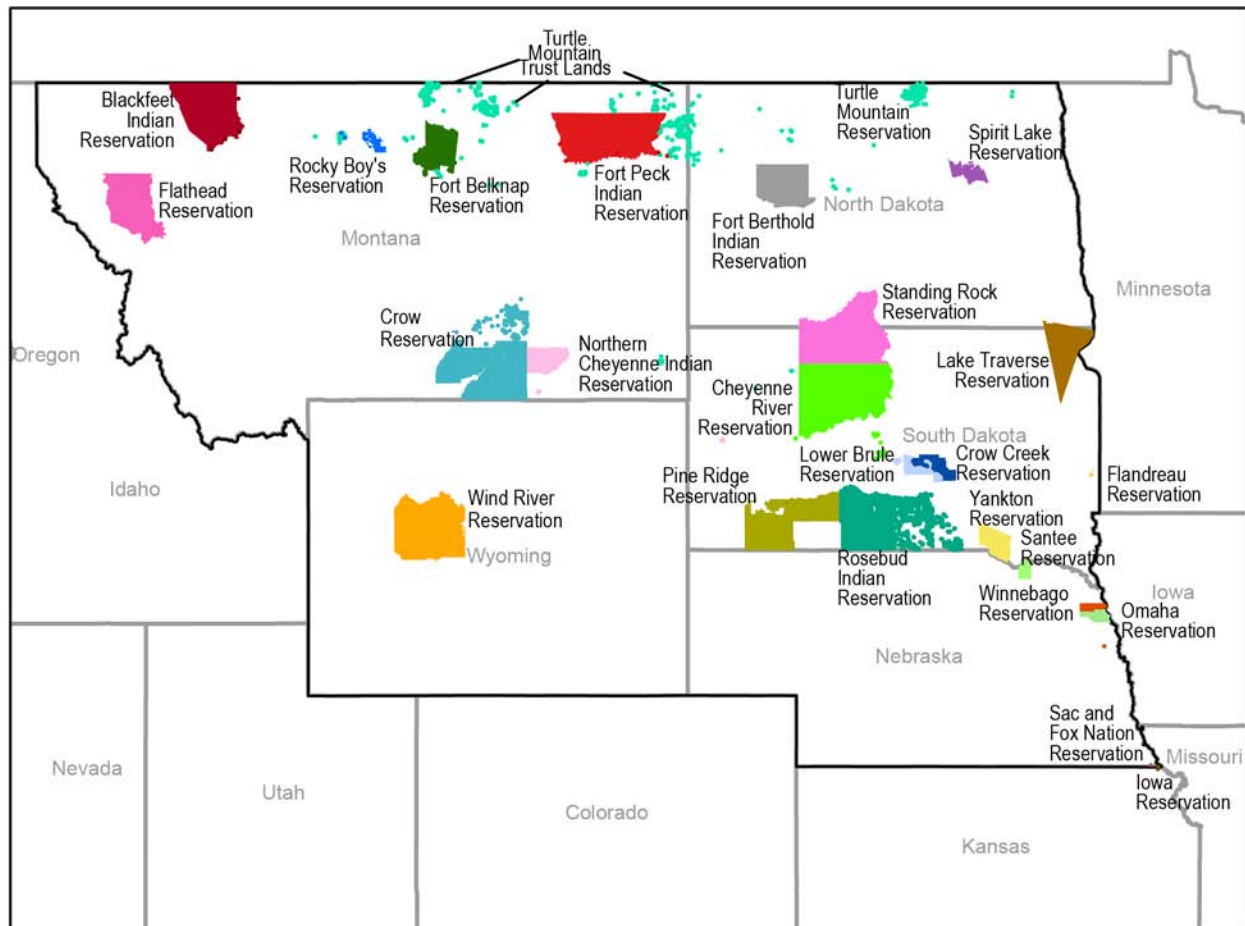 Turtle
Mountain
Trust Lands
Blackfeet
Indian
Reservation
Turtle
Mountain
Reservation
Spirit Lake
Reservation
Rocky Boy's
Reservation
Flathead
Reservation
Fort Belknap
Reservation
Fort Peck
Indian
Reservation
North Dakota
Fort Berthold
Indian
Reservation
Montana
Minnesota
Standing Rock
Reservation
Crow
Reservation
Northern
Cheyenne Indian
Reservation
Oregon
Lake Traverse
Reservation
Cheyenne
River
Reservation
South Dakota
Lower Brule
Reservation
Crow Creek
Reservation
Pine Ridge
Reservation
Flandreau
Reservation
Idaho
Wind River
Reservation
Wyoming
Yankton
Reservation
Santee
Reservation
Rosebud
Indian
Reservation
Winnebago
Reservation
Iowa
Omaha
Reservation
Nebraska
Sac and
Fox Nation
Reservation
Missouri
Nevada
Utah
Colorado
Iowa
Reservation
Kansas